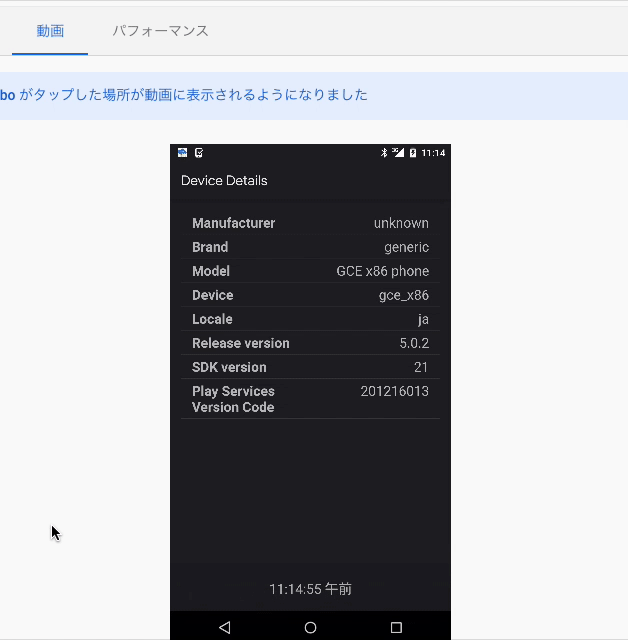 動画 パフォーマンス
bo がタップした場所が動画に表示されるようになりました
11:14
Device Details
Manufacturer unknown
Brand generic
Model GCE x86 phone
Device gce_x86
Locale ja
Release version 5.0.2
SDK version 21
Play Services 201216013
Version Code
11:14:55 午前